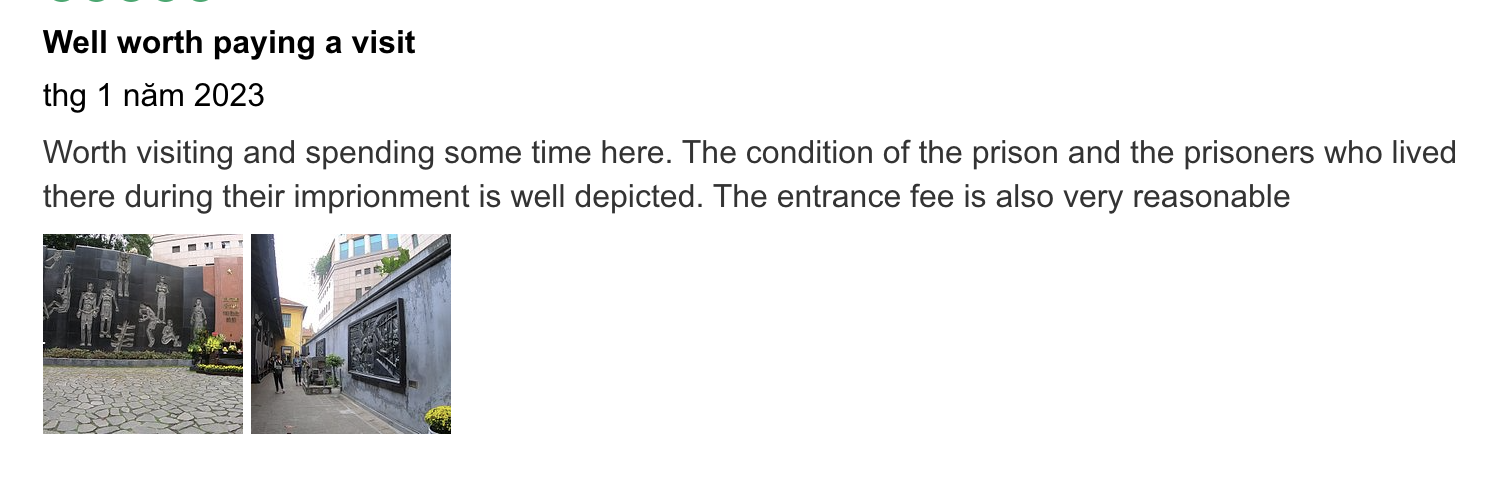 Well worth paying a visit
thg 1 năm 2023
Worth visiting and spending some time here. The condition of the prison and the prisoners who lived
there during their imprionment is well depicted. The entrance fee is also very reasonable